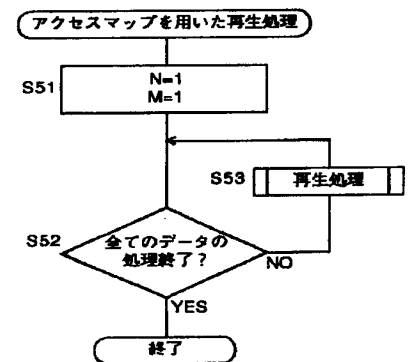 アクセスマップを用いた再生処理
S51
N=1
M=1
S53
再生処理
S52
全てのデータの
処理終了?
NO
YES
終了